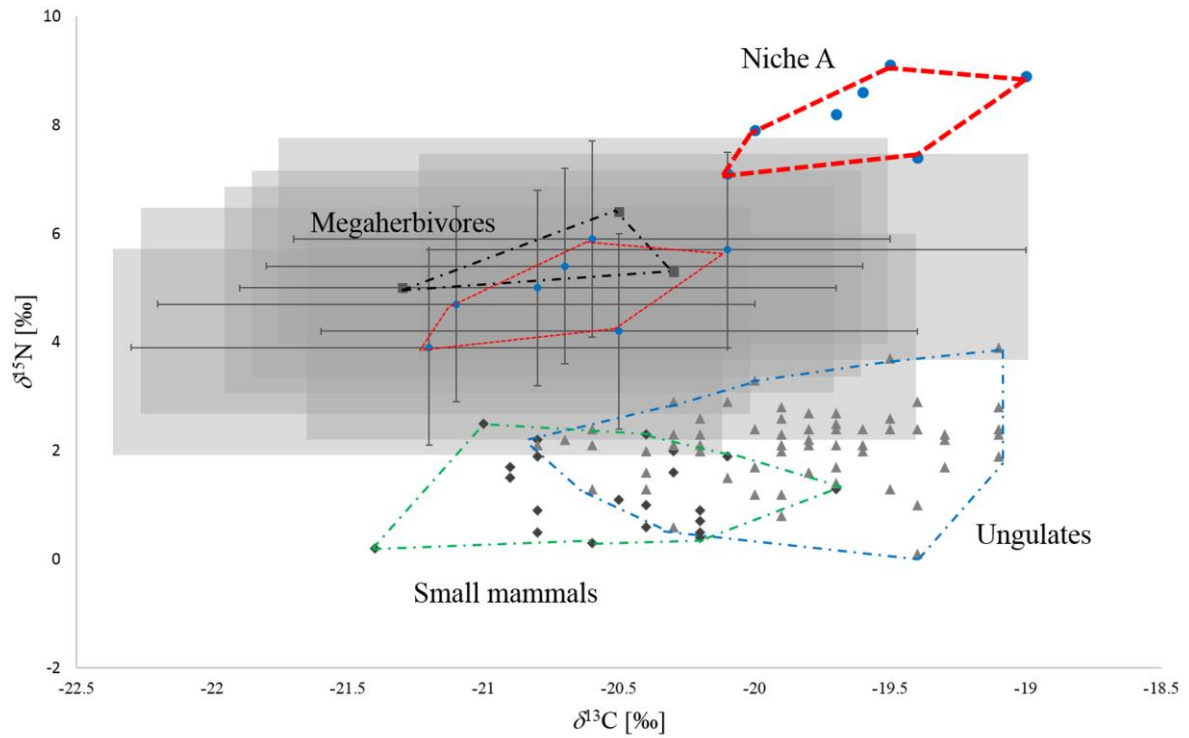 10
8
6
4
2
0
-2
δ15N [‰]
Niche A
Megaherbivores
Ungulates
Small mammals
-22.5 -22 -21.5 -21 -20.5 -20 -19.5 -19 -18.5
δ13C [‰]